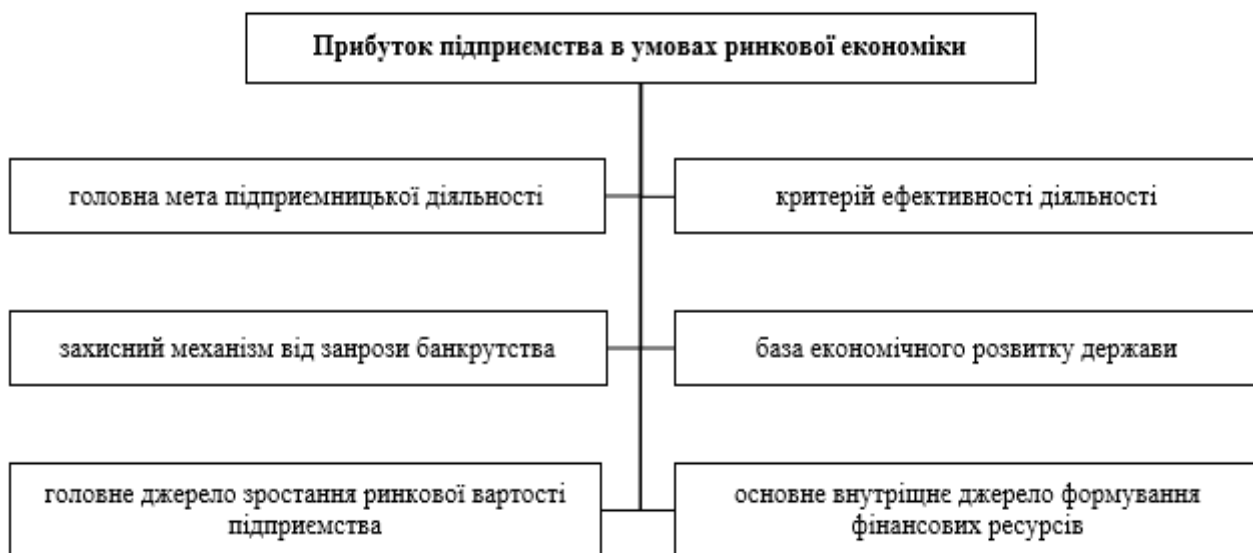 Прибуток підприємства в умовах ринкової економіки
головна мета підприємницької діяльності
критерій ефективності діяльності
захисний механізм від занрози банкрутства
база економічного розвитку держави
головне джерело зростання ринкової вартості
підприємства
основне внутріщнє джерело формування
фінансових ресурсів